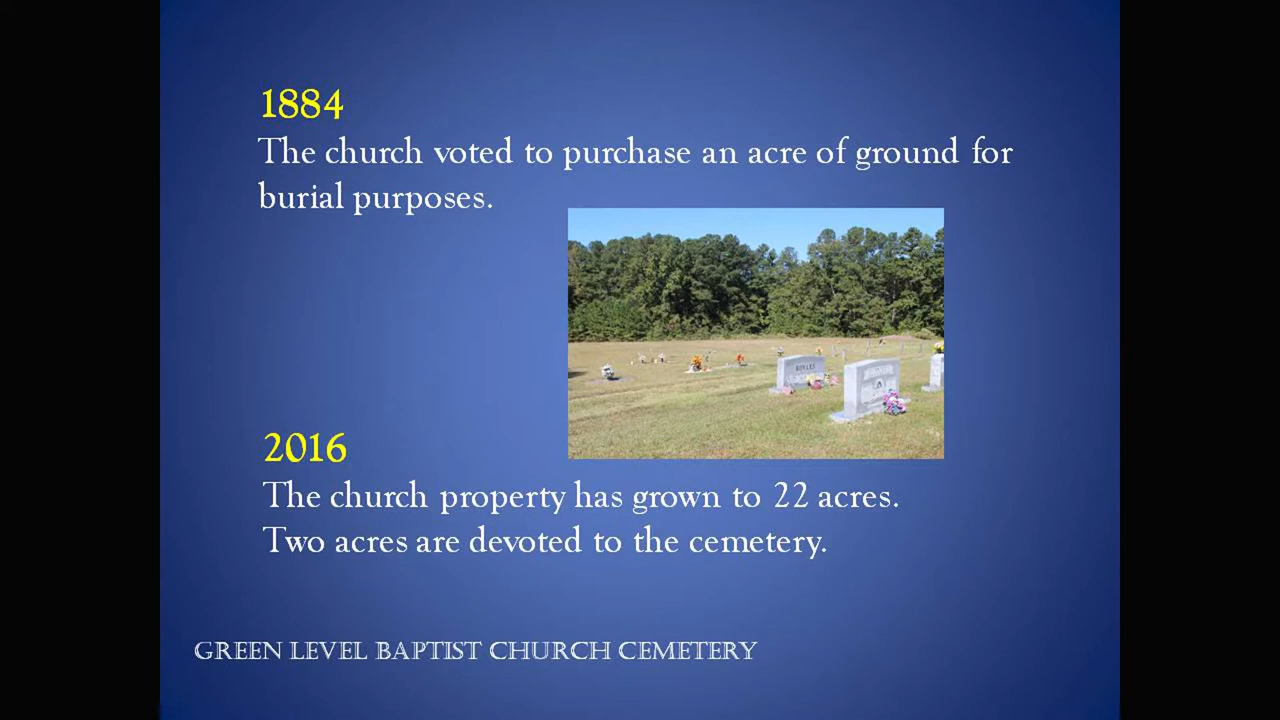 1884
The church voted to purchase an acre of ground for
burial purposes.
2016
The church property has grown to 22 acres.
Two acres are devoted to the cemetery.
GREEN LEVEL BAPTIST CHURCH CEMETERY